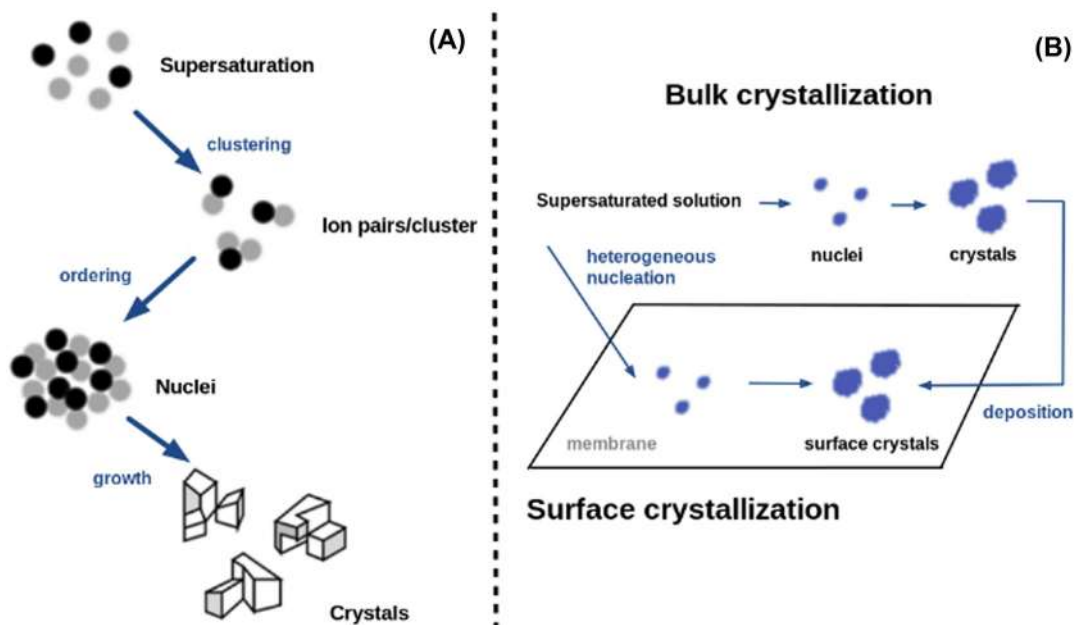 (A)
Supersaturation
clustering
Ion pairs/cluster
ordering
Nuclei
growth
Crystals
(B)
Bulk crystallization
Supersaturated solution
nuclei
crystals
heterogeneous
nucleation
membrane
surface crystals
deposition
Surface crystallization